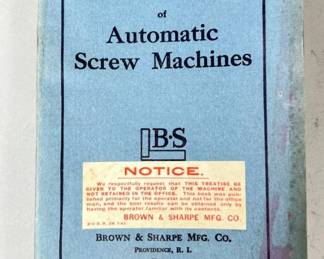 of
Automatic
Screw Machines
B·S
NOTICE.
We respectfully request that THIS TREATISE BE
GIVEN TO THE OPERATOR OF THE MACHINE AND
NOT RETAINED IN THE OFFICE. This book was pub-
lished primarily for the operator and not for the office
man, and the best results can be obtained only by
having the operator familiar with its contents.
BROWN & SHARPE MFG. CO.
BROWN & SHARPE MFG. CO.
PROVIDENCE, R. I.